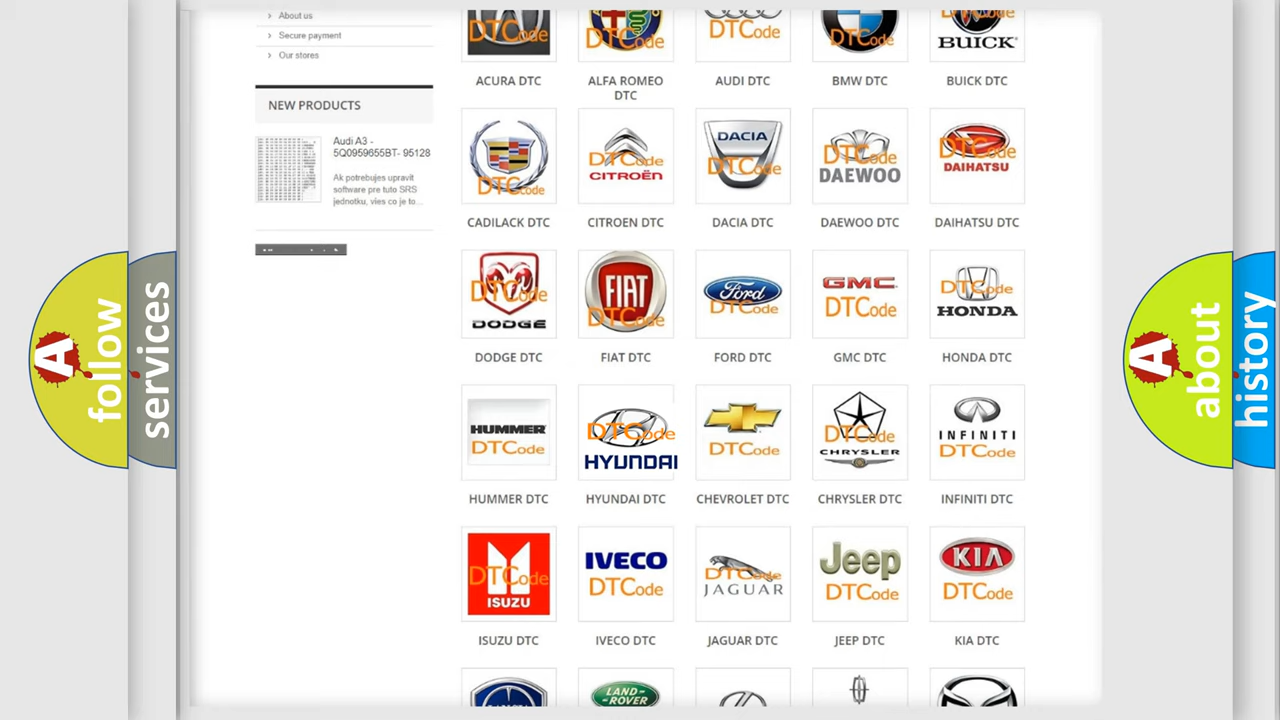 About us
Secure payment
Our stores
NEW PRODUCTS
Audi A3 -
5Q0959655BT- 95128
Ak potrebujes upravit
software pre tuto SRS
jednotku, vies co je to...
A
follow
services
DTCode
DTCode
DTCode
DTCode
BUICK
ACURA DTC
ALFA ROMEO
DTC
AUDI DTC
BMW DTC
BUICK DTC
DTCode
DTCode
CITROËN
DACIA
DTCode
DTCode
DAEWOO
DTCode
DAIHATSU
CADILACK DTC
CITROEN DTC
DACIA DTC
DAEWOO DTC
DAIHATSU DTC
DTCode
DODGE
FIAT
DTCode
Ford
DTCode
GMC
DTCode
DTCode
HONDA
DODGE DTC
FIAT DTC
FORD DTC
GMC DTC
HONDA DTC
HUMMER
DTCode
DTCode
HYUNDAI
DTCode
DTCode
CHRYSLER
INFINITI
DTCode
HUMMER DTC
HYUNDAI DTC
CHEVROLET DTC
CHRYSLER DTC
INFINITI DTC
DTCode
ISUZU
IVECO
DTCode
DTCode
JAGUAR
Jeep
DTCode
KIA
DTCode
ISUZU DTC
IVECO DTC
JAGUAR DTC
JEEP DTC
KIA DTC
LAND-
ROVER
A
about
history